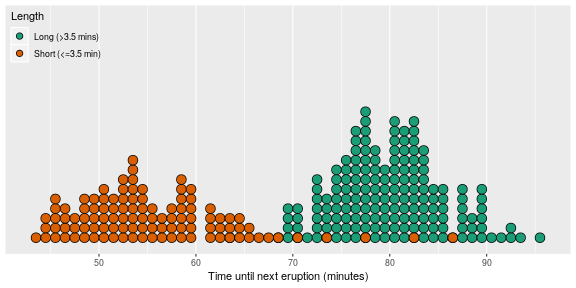 Length
Long (>3.5 mins)
Short (<=3.5 min)
50 60 70 80 90
Time until next eruption (minutes)